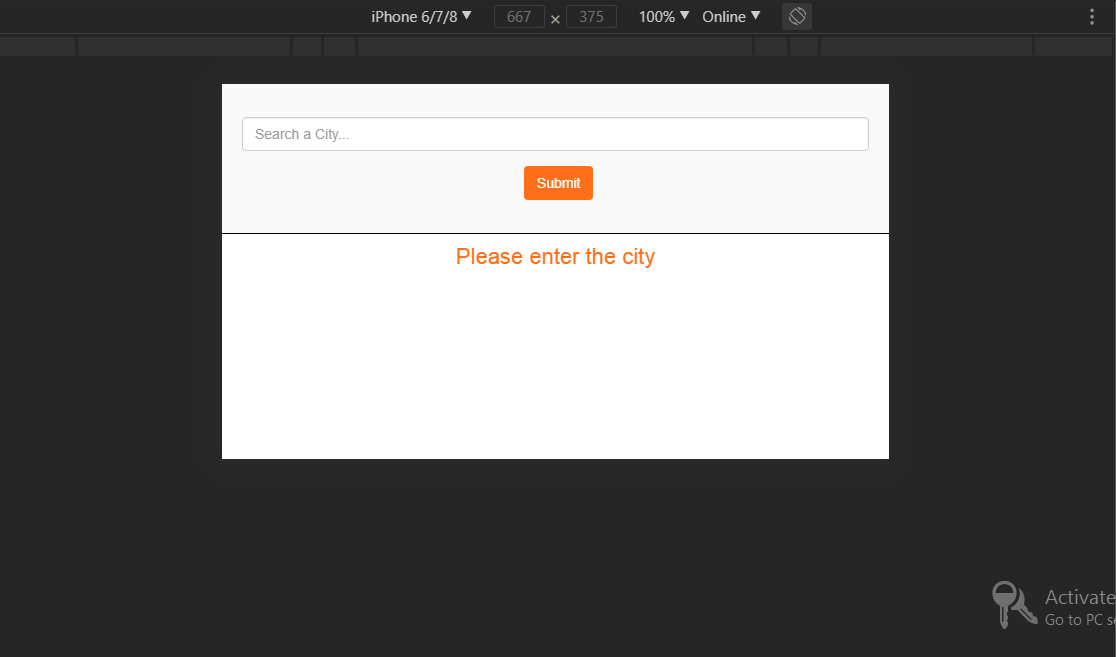 iPhone 6/7/8 ▼ 667 × 375 100% ▼ Online ▼
Search a City...
Submit
Please enter the city
Activate
Go to PC